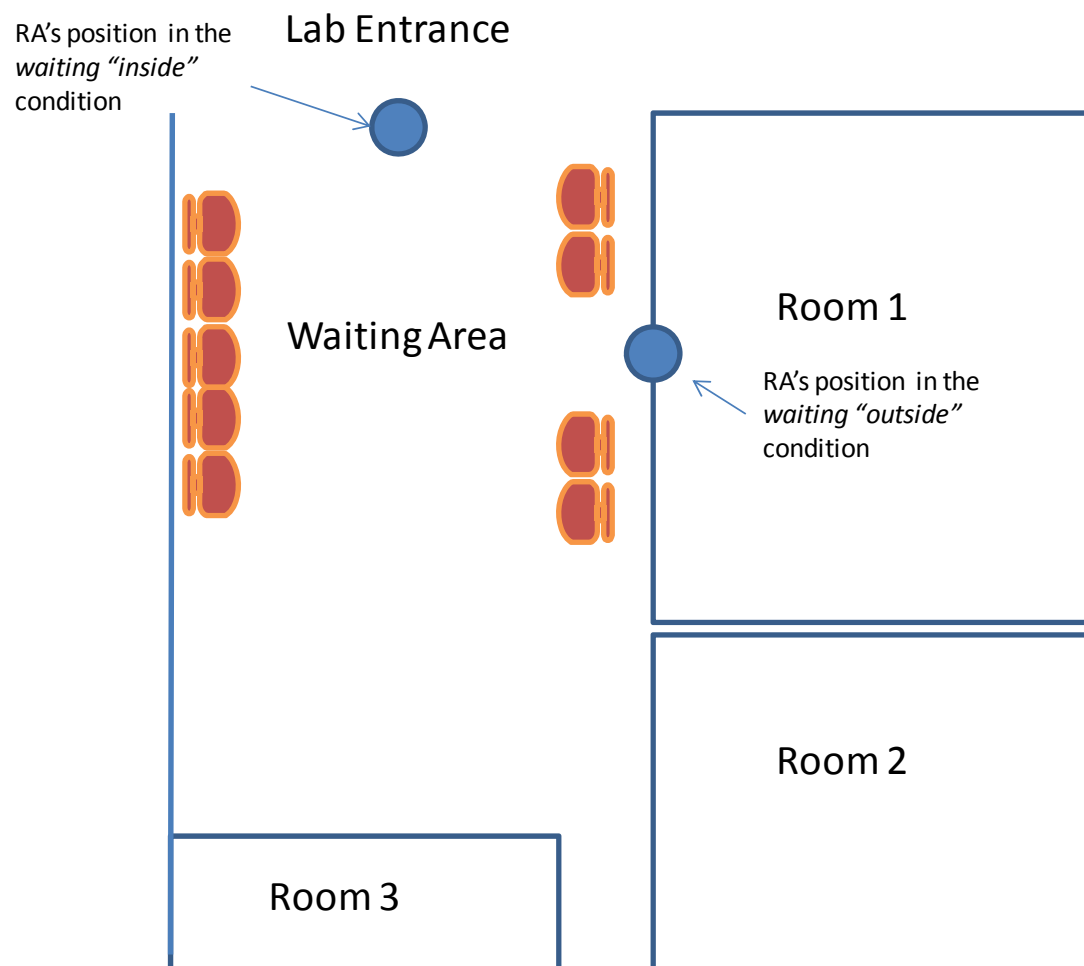 RA's position in the
waiting “inside”
condition
Lab Entrance
Waiting Area
Room 1
RA's position in the
waiting “outside”
condition
Room 2
Room 3